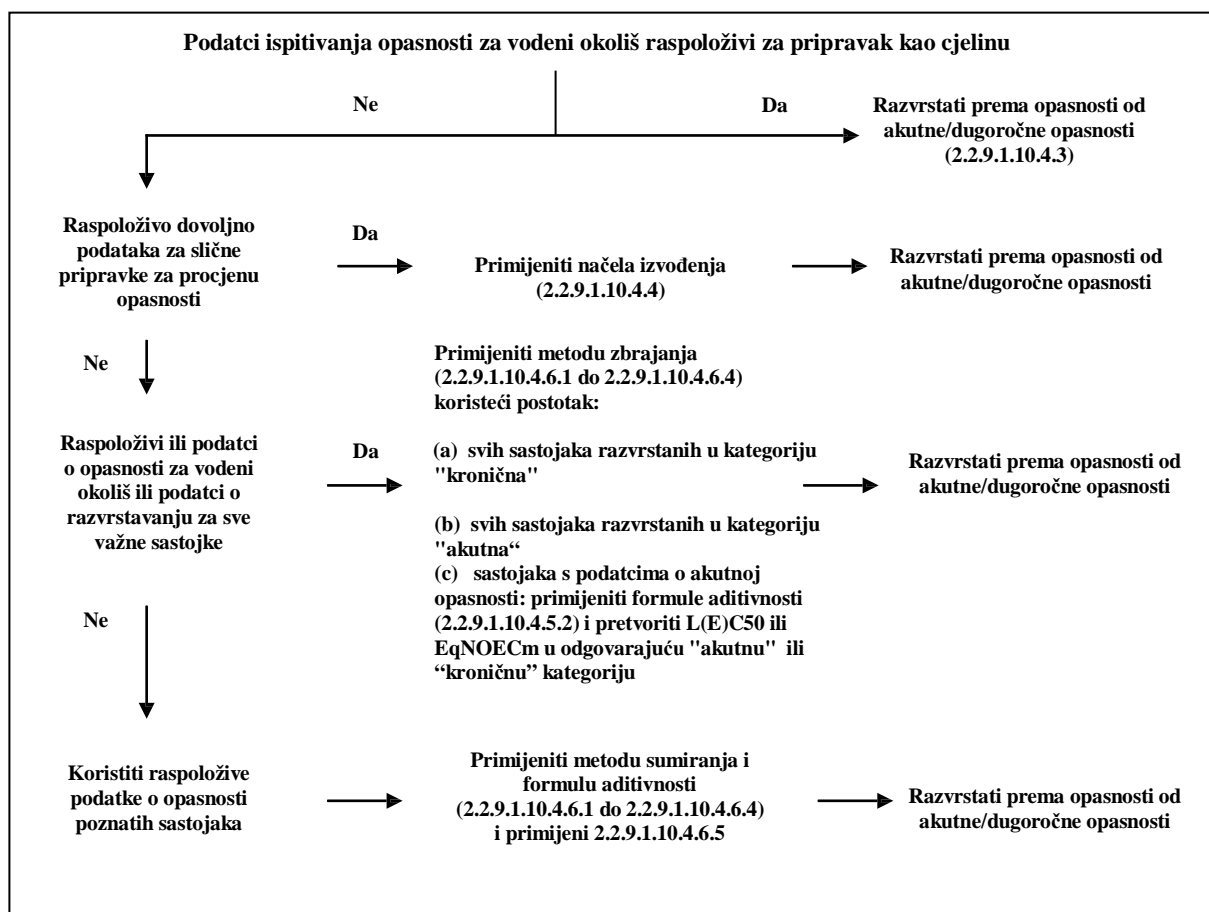 Podatci ispitivanja opasnosti za vodeni okoliš raspoloživi za pripravak kao cjelinu
Ne
Da
Razvrstati prema opasnosti od
akutne/dugoročne opasnosti
(2.2.9.1.10.4.3)
Raspoloživo dovoljno
podataka za slične
pripravke za procjenu
opasnosti
Da
Primijeniti načela izvođenja
(2.2.9.1.10.4.4)
Razvrstati prema opasnosti od
akutne/dugoročne opasnosti
Ne
Primijeniti metodu zbrajanja
(2.2.9.1.10.4.6.1 do 2.2.9.1.10.4.6.4)
koristeći postotak:
Raspoloživi ili podatci
o opasnosti za vodeni
okoliš ili podatci o
razvrstavanju za sve
važne sastojke
Da
(a) svih sastojaka razvrstanih u kategoriju
"kronična"
(b) svih sastojaka razvrstanih u kategoriju
"akutna“
(c) sastojaka s podatcima o akutnoj
opasnosti: primijeniti formule aditivnosti
(2.2.9.1.10.4.5.2) i pretvoriti L(E)C50 ili
EqNOECm u odgovarajuću "akutnu" ili
“kroničnu” kategoriju
Razvrstati prema opasnosti od
akutne/dugoročne opasnosti
Ne
Koristiti raspoložive
podatke o opasnosti
poznatih sastojaka
Primijeniti metodu sumiranja i
formulu aditivnosti
(2.2.9.1.10.4.6.1 do 2.2.9.1.10.4.6.4)
i primijeni 2.2.9.1.10.4.6.5
Razvrstati prema opasnosti od
akutne/dugoročne opasnosti